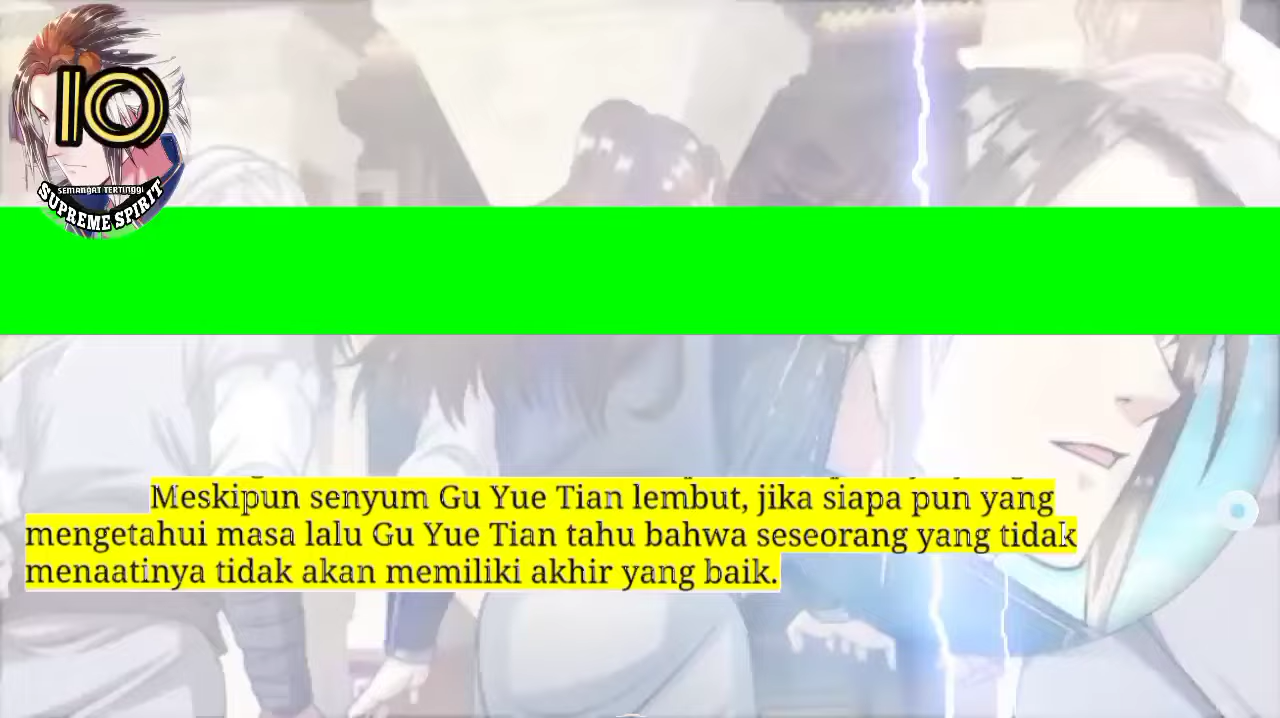 10
SEMANGAT TERTINGGI
SUPREME SPIRIT
Meskipun senyum Gu Yue Tian lembut, jika siapa pun yang
mengetahui masa lalu Gu Yue Tian tahu bahwa seseorang yang tidak
menaatinya tidak akan memiliki akhir yang baik.